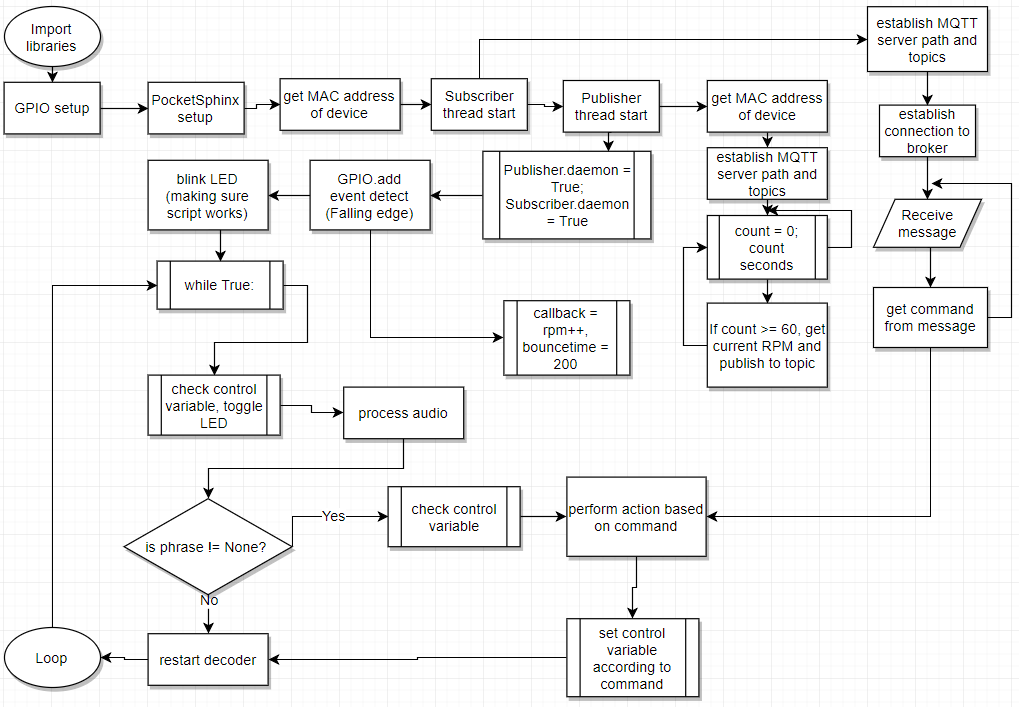 Import
libraries
GPIO setup
PocketSphinx
setup
get MAC address
of device
Subscriber
thread start
Publisher
thread start
get MAC address
of device
establish MQTT
server path and
topics
establish
connection to
broker
establish MQTT
server path and
topics
Publisher.daemon =
True;
Subscriber.daemon
= True
GPIO.add
event detect
(Falling edge)
blink LED
(making sure
script works)
Receive
message
count = 0;
count
seconds
while True:
callback =
rpm++,
bouncetime =
200
If count >= 60, get
current RPM and
publish to topic
get command
from message
check control
variable, toggle
LED
process audio
is phrase != None?
Yes
check control
variable
perform action based
on command
No
Loop
restart decoder
set control
variable
according to
command